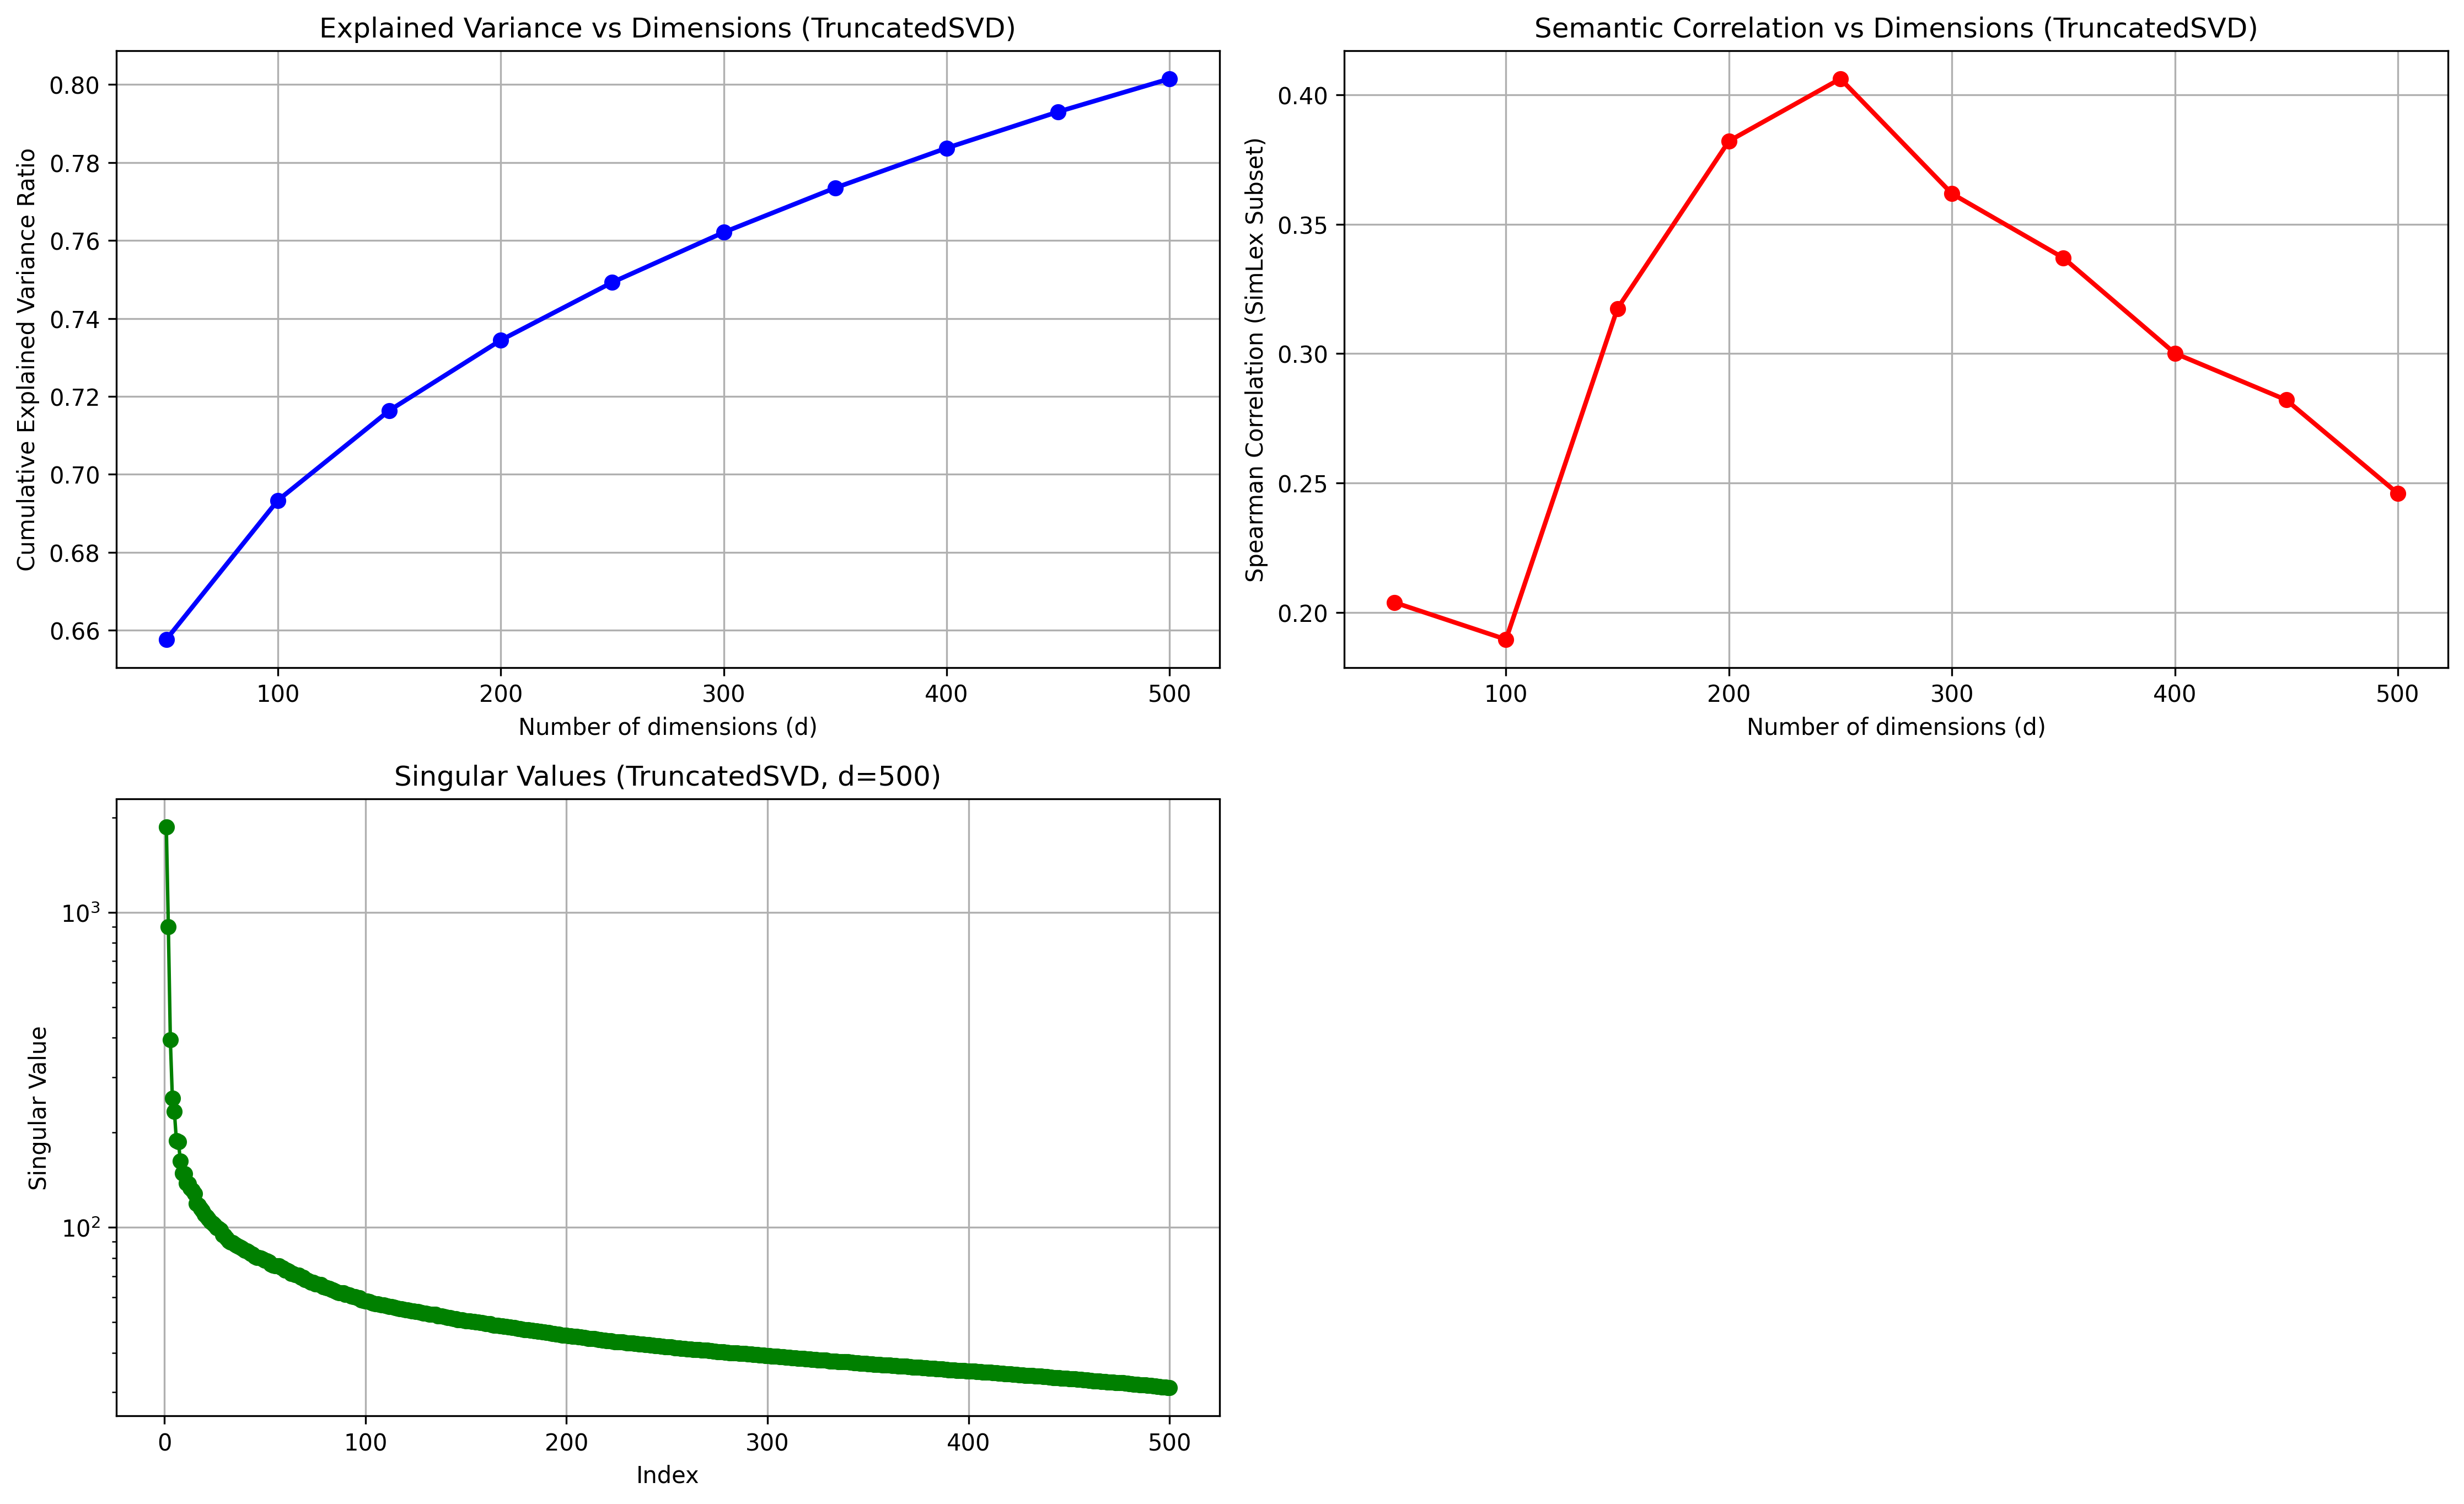 Explained Variance vs Dimensions (TruncatedSVD)
Cumulative Explained Variance Ratio
0.80
0.78
0.76
0.74
0.72
0.70
0.68
0.66
100 200 300 400 500
Number of dimensions (d)
Semantic Correlation vs Dimensions (TruncatedSVD)
Spearman Correlation (SimLex Subset)
0.40
0.35
0.30
0.25
0.20
100 200 300 400 500
Number of dimensions (d)
Singular Values (TruncatedSVD, d=500)
Singular Value
10³
10²
0 100 200 300 400 500
Index